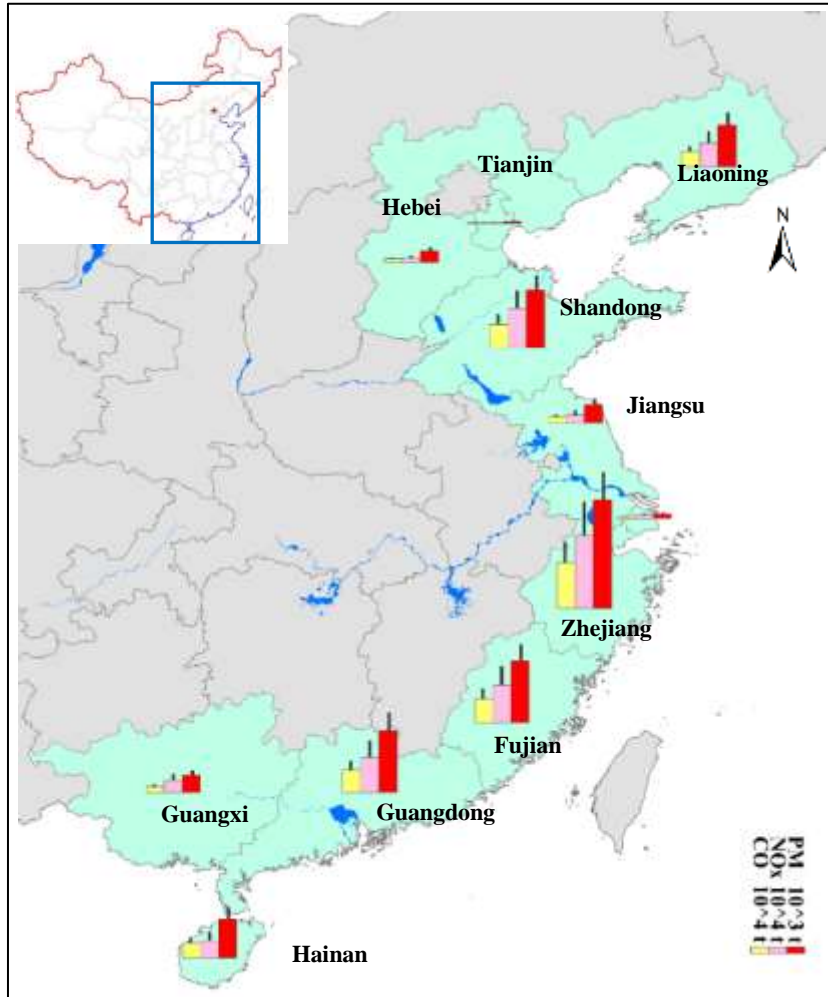 Tianjin
Liaoning
Hebei
N
Shandong
Jiangsu
Zhejiang
Fujian
Guangxi
Guangdong
Hainan
PM 10^3 t
NOx 10^4 t
CO 10^4 t